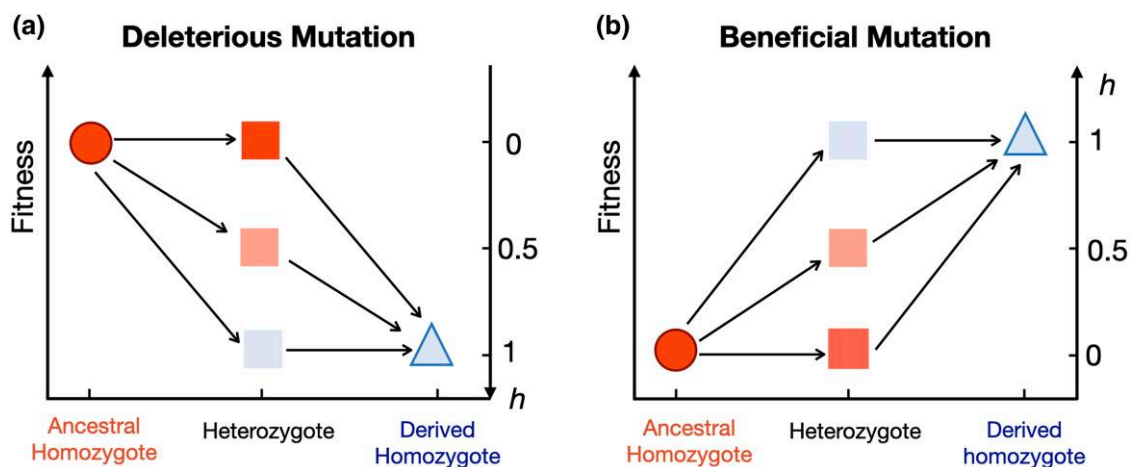 (a)
Deleterious Mutation
Fitness
0
0.5
1
h
Ancestral
Homozygote
Heterozygote
Derived
Homozygote
(b)
Beneficial Mutation
h
Fitness
1
0.5
0
Ancestral
Homozygote
Heterozygote
Derived
homozygote